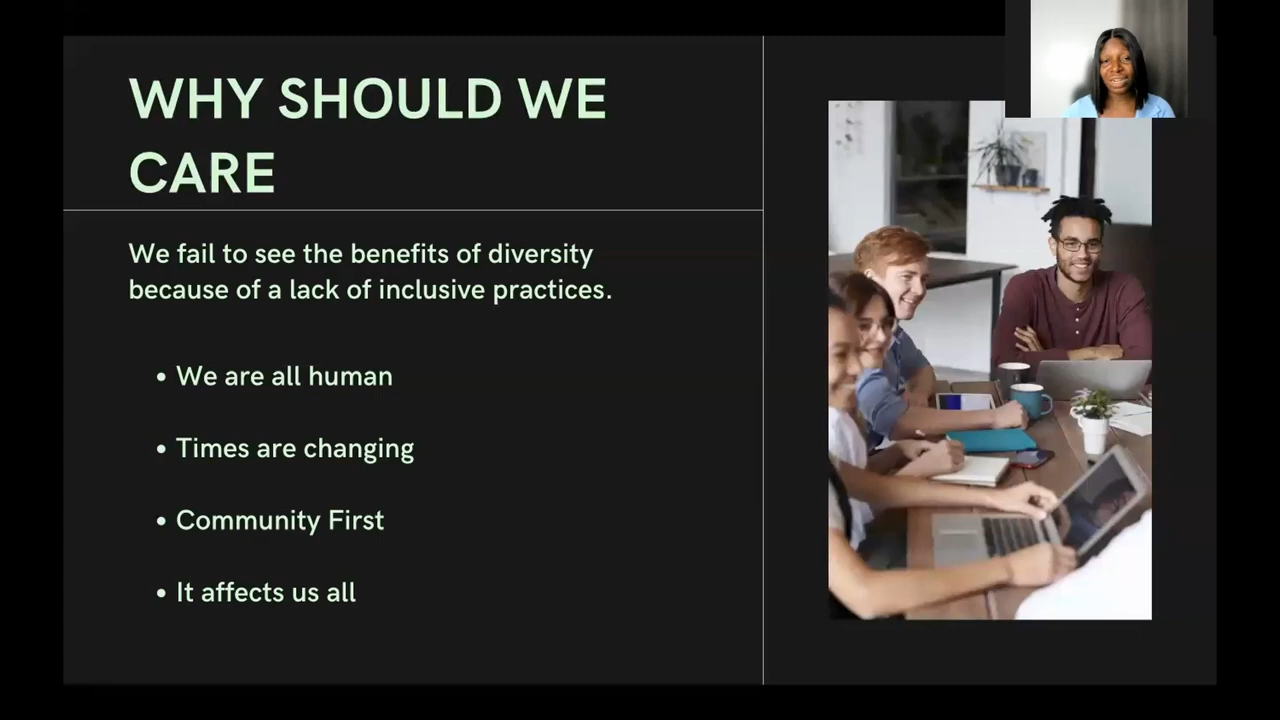 WHY SHOULD WE
CARE
We fail to see the benefits of diversity
because of a lack of inclusive practices.
• We are all human
• Times are changing
• Community First
• It affects us all